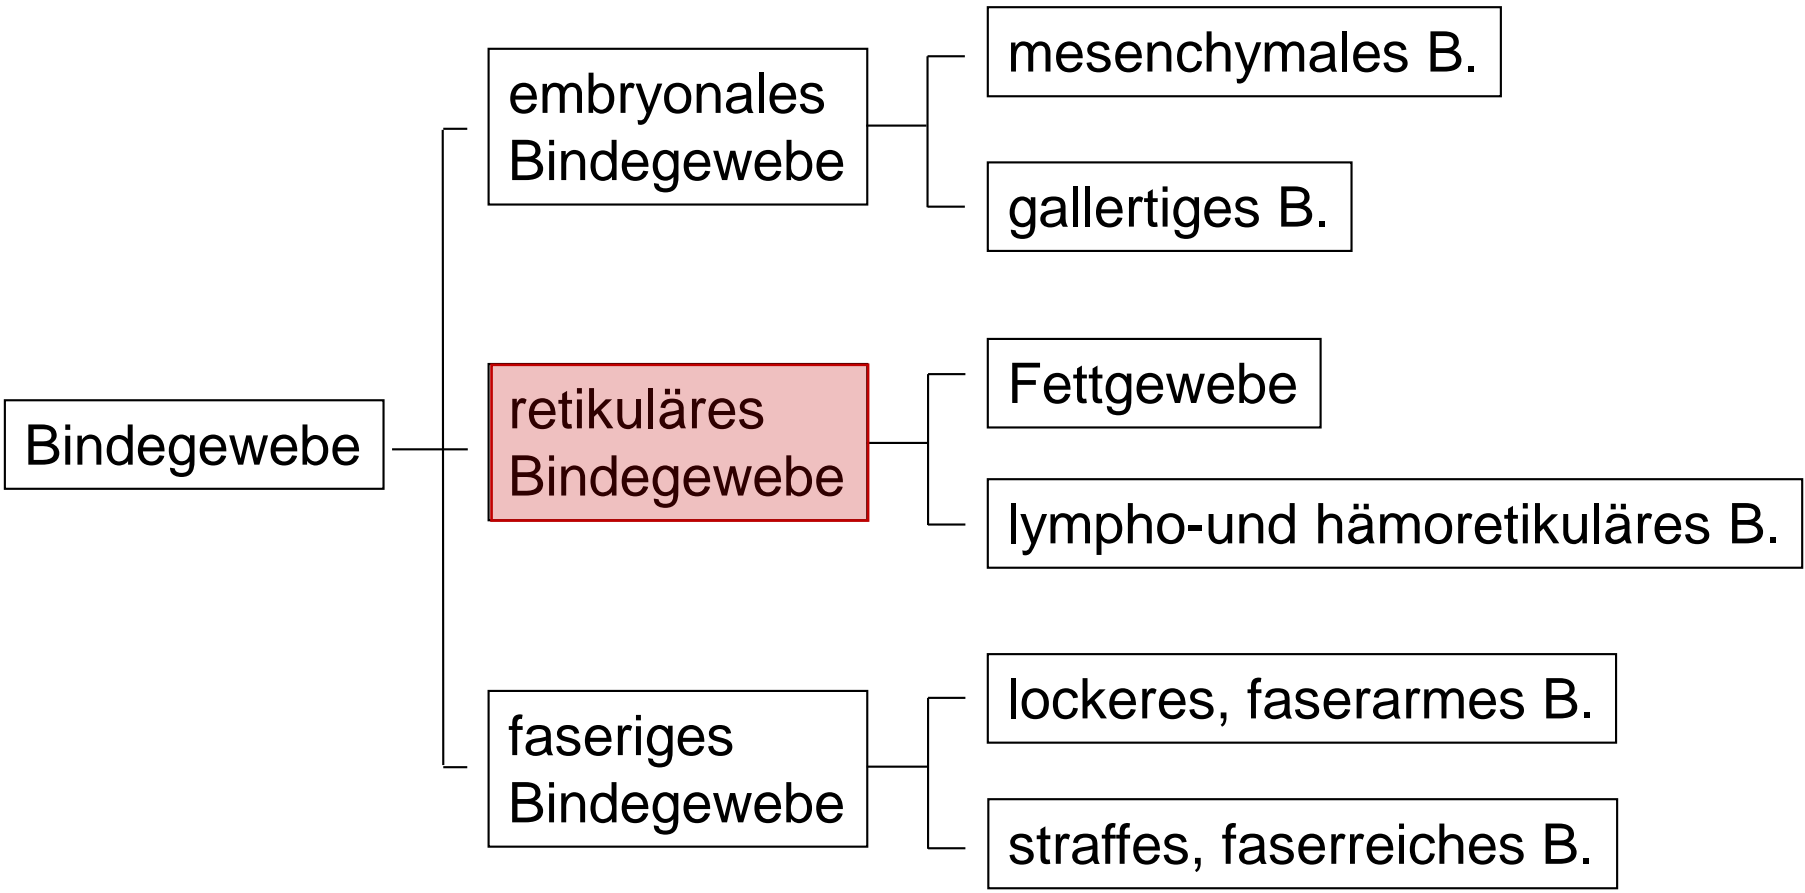 Bindegewebe
embryonales
Bindegewebe
mesenchymales B.
gallertiges B.
retikuläres
Bindegewebe
Fettgewebe
lympho-und hämoretikuläres B.
faseriges
Bindegewebe
lockeres, faserarmes B.
straffes, faserreiches B.